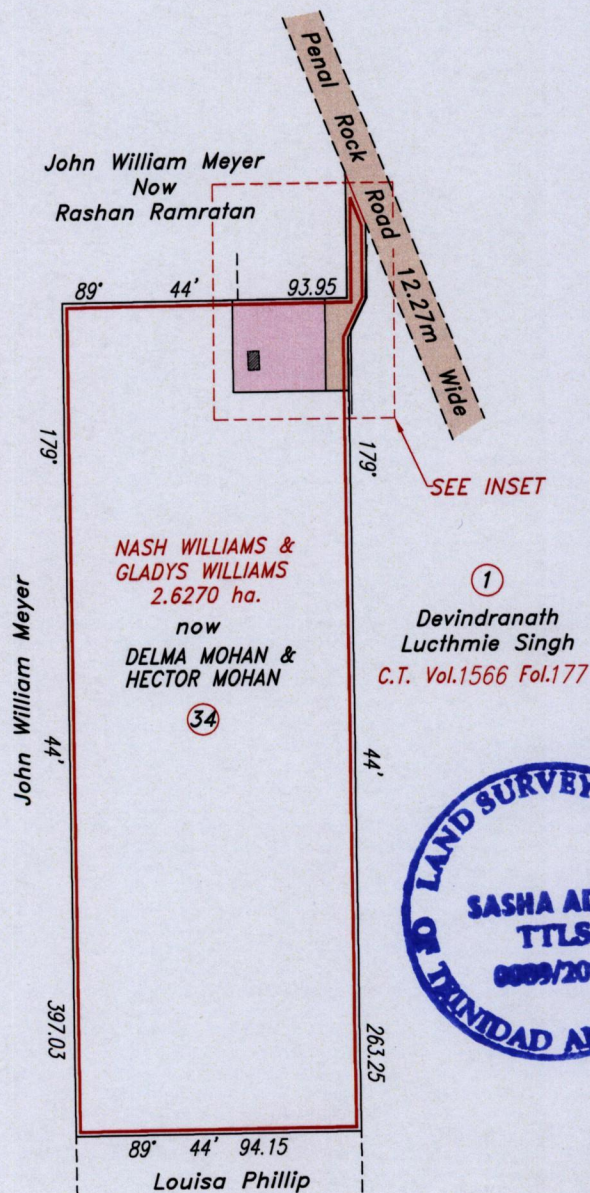 Penal Rock Road 12.27m Wide
John William Meyer
Now
Rashan Ramratan
89° 44' 93.95
179° 44' 397.03
179° 44' 263.25
SEE INSET
NASH WILLIAMS &
GLADYS WILLIAMS
2.6270 ha.
now
DELMA MOHAN &
HECTOR MOHAN
34
1
Devindranath
Lucthmie Singh
C.T. Vol.1566 Fol.177
John William Meyer
LAND SURVEY
SASHA AD
TTLS
OF TRINIDAD A
89° 44' 94.15
Louisa Phillip